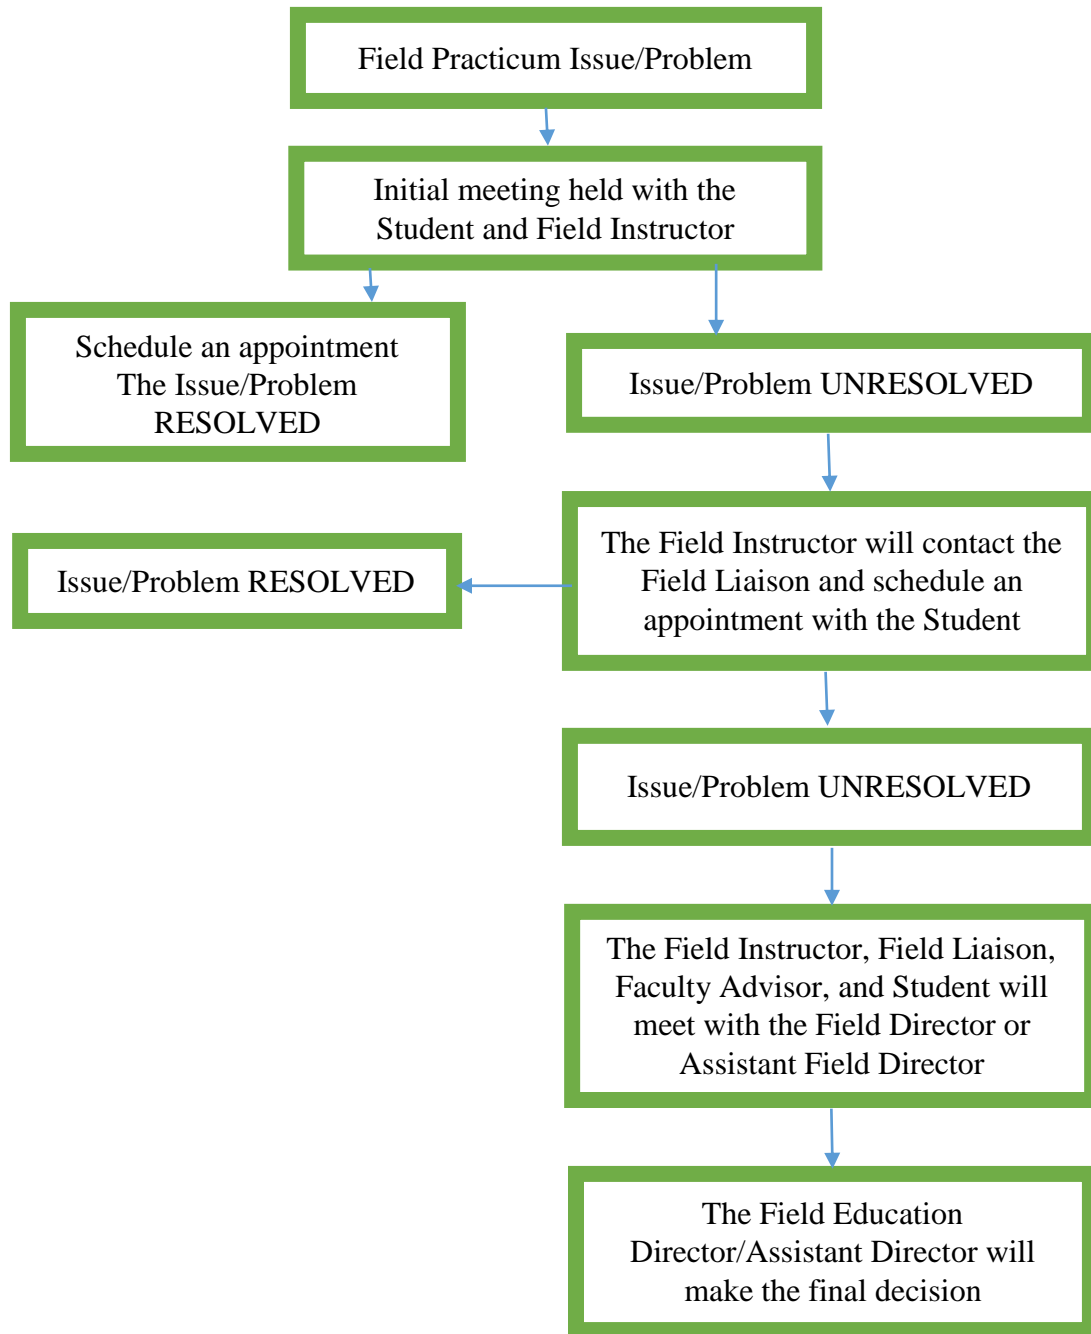 Field Practicum Issue/Problem
Initial meeting held with the
Student and Field Instructor
Schedule an appointment
The Issue/Problem
RESOLVED
Issue/Problem UNRESOLVED
Issue/Problem RESOLVED
The Field Instructor will contact the
Field Liaison and schedule an
appointment with the Student
Issue/Problem UNRESOLVED
The Field Instructor, Field Liaison,
Faculty Advisor, and Student will
meet with the Field Director or
Assistant Field Director
The Field Education
Director/Assistant Director will
make the final decision